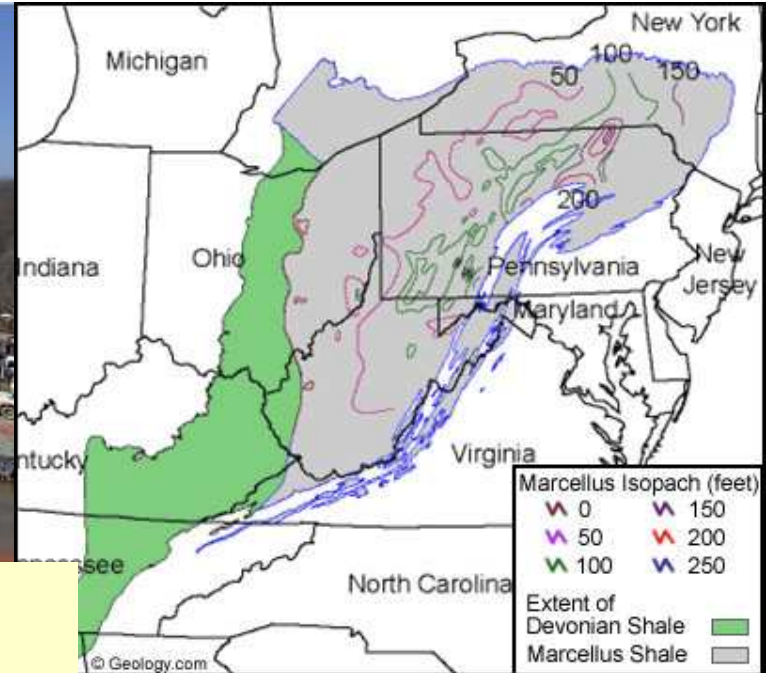 New York
Michigan
100
50
150
200
Indiana
Ohio
Pennsylvania
New
Jersey
Maryland
ntucky
Virginia
nessee
North Carolina
Marcellus Isopach (feet)
0
150
50
200
100
250
Extent of
Devonian Shale
Marcellus Shale
© Geology.com